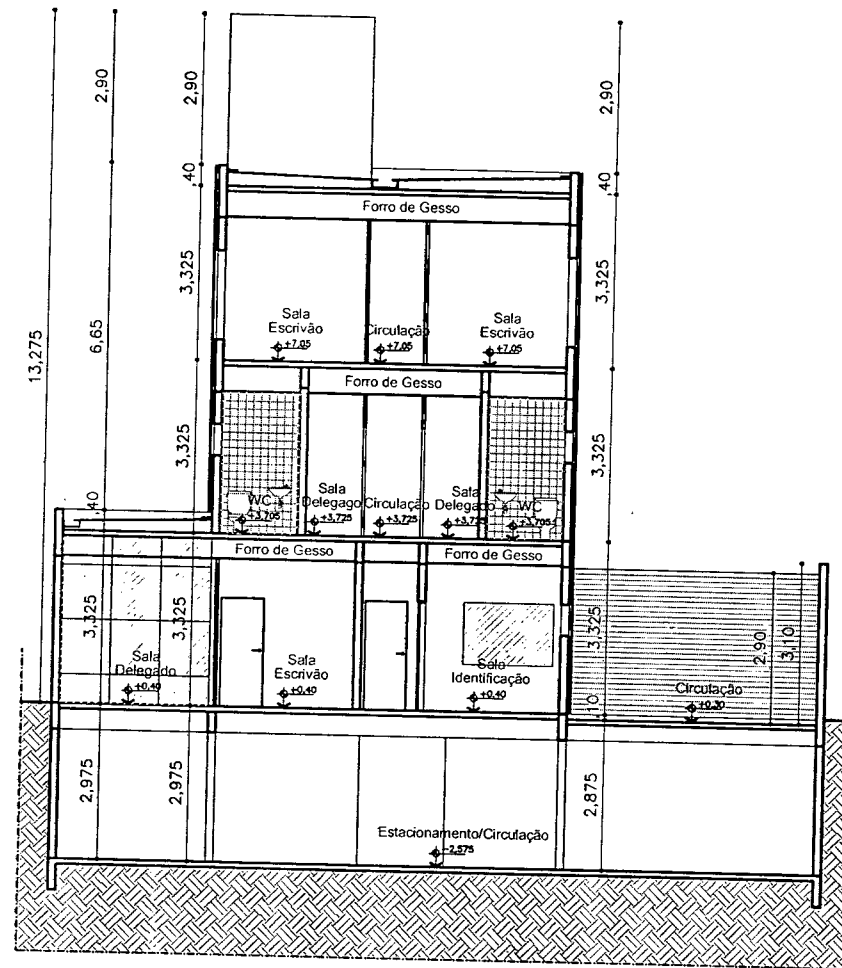 2,90
2,90
2,90
,40
,40
Forro de Gesso
3,325
3,325
13,275
6,65
Sala
Escrivão
+7,05
Circulação
+7,05
Sala
Escrivão
+7,05
Forro de Gesso
3,325
3,325
,40
WC
+3,705
Sala
Delegago
+3,725
Circulação
+3,725
Sala
Delegado
+3,725
WC
+3,705
Forro de Gesso
Forro de Gesso
3,325
3,325
3,325
2,90
3,10
Sala
Delegado
+0,40
Sala
Escrivão
+0,40
Sala
Identificação
+0,40
,10
Circulação
+0,30
2,975
2,975
2,875
Estacionamento/Circulação
-2,575